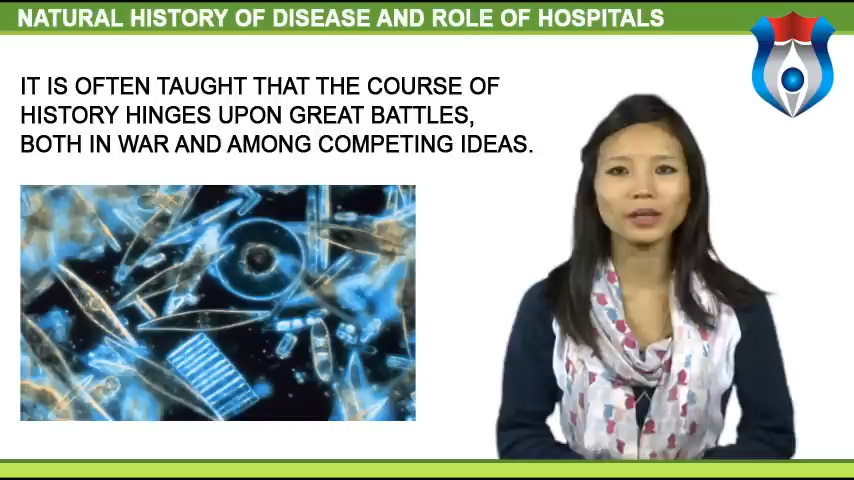 NATURAL HISTORY OF DISEASE AND ROLE OF HOSPITALS
IT IS OFTEN TAUGHT THAT THE COURSE OF
HISTORY HINGES UPON GREAT BATTLES,
BOTH IN WAR AND AMONG COMPETING IDEAS.